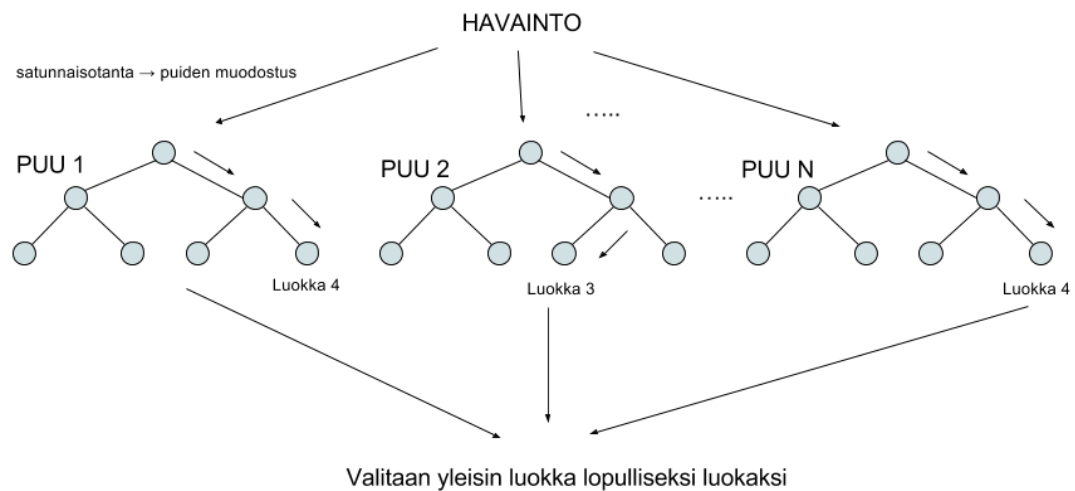 HAVAINTO
satunnaisotanta → puiden muodostus
.....
PUU 1
PUU 2
.....
PUU N
Luokka 4
Luokka 3
Luokka 4
Valitaan yleisin luokka lopulliseksi luokaksi